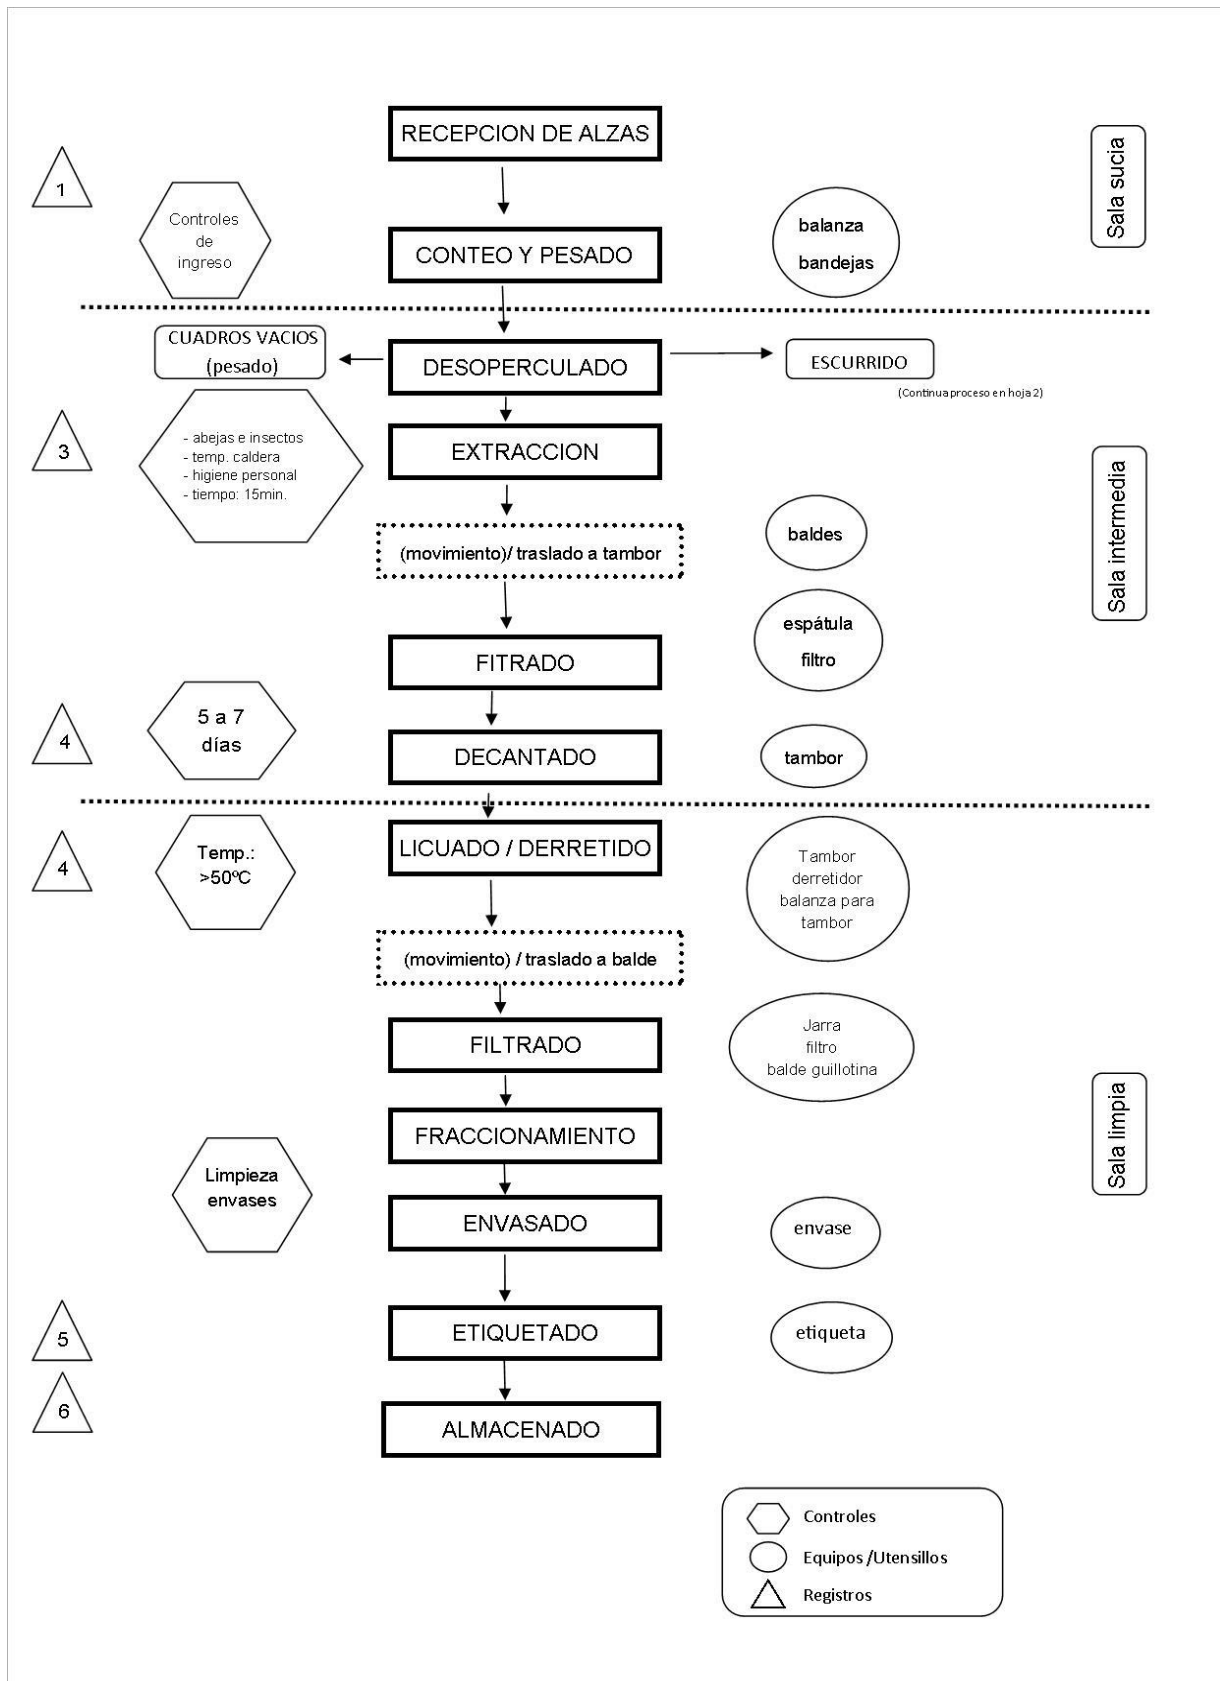 RECEPCION DE ALZAS
1
Controles
de
ingreso
CONTEO Y PESADO
balanza
bandejas
Sala sucia
CUADROS VACIOS
(pesado)
DESOPERCULADO
ESCURRIDO
(Continua proceso en hoja 2)
3
- abejas e insectos
- temp. caldera
- higiene personal
- tiempo: 15min.
EXTRACCION
(movimiento)/ traslado a tambor
baldes
Sala intermedia
espátula
filtro
FITRADO
4
5 a 7
días
DECANTADO
tambor
4
Temp.:
>50ºC
LICUADO / DERRETIDO
Tambor
derretidor
balanza para
tambor
(movimiento) / traslado a balde
FILTRADO
Jarra
filtro
balde guillotina
FRACCIONAMIENTO
Sala limpia
Limpieza
envases
ENVASADO
envase
5
ETIQUETADO
etiqueta
6
ALMACENADO
Controles
Equipos /Utensillos
Registros